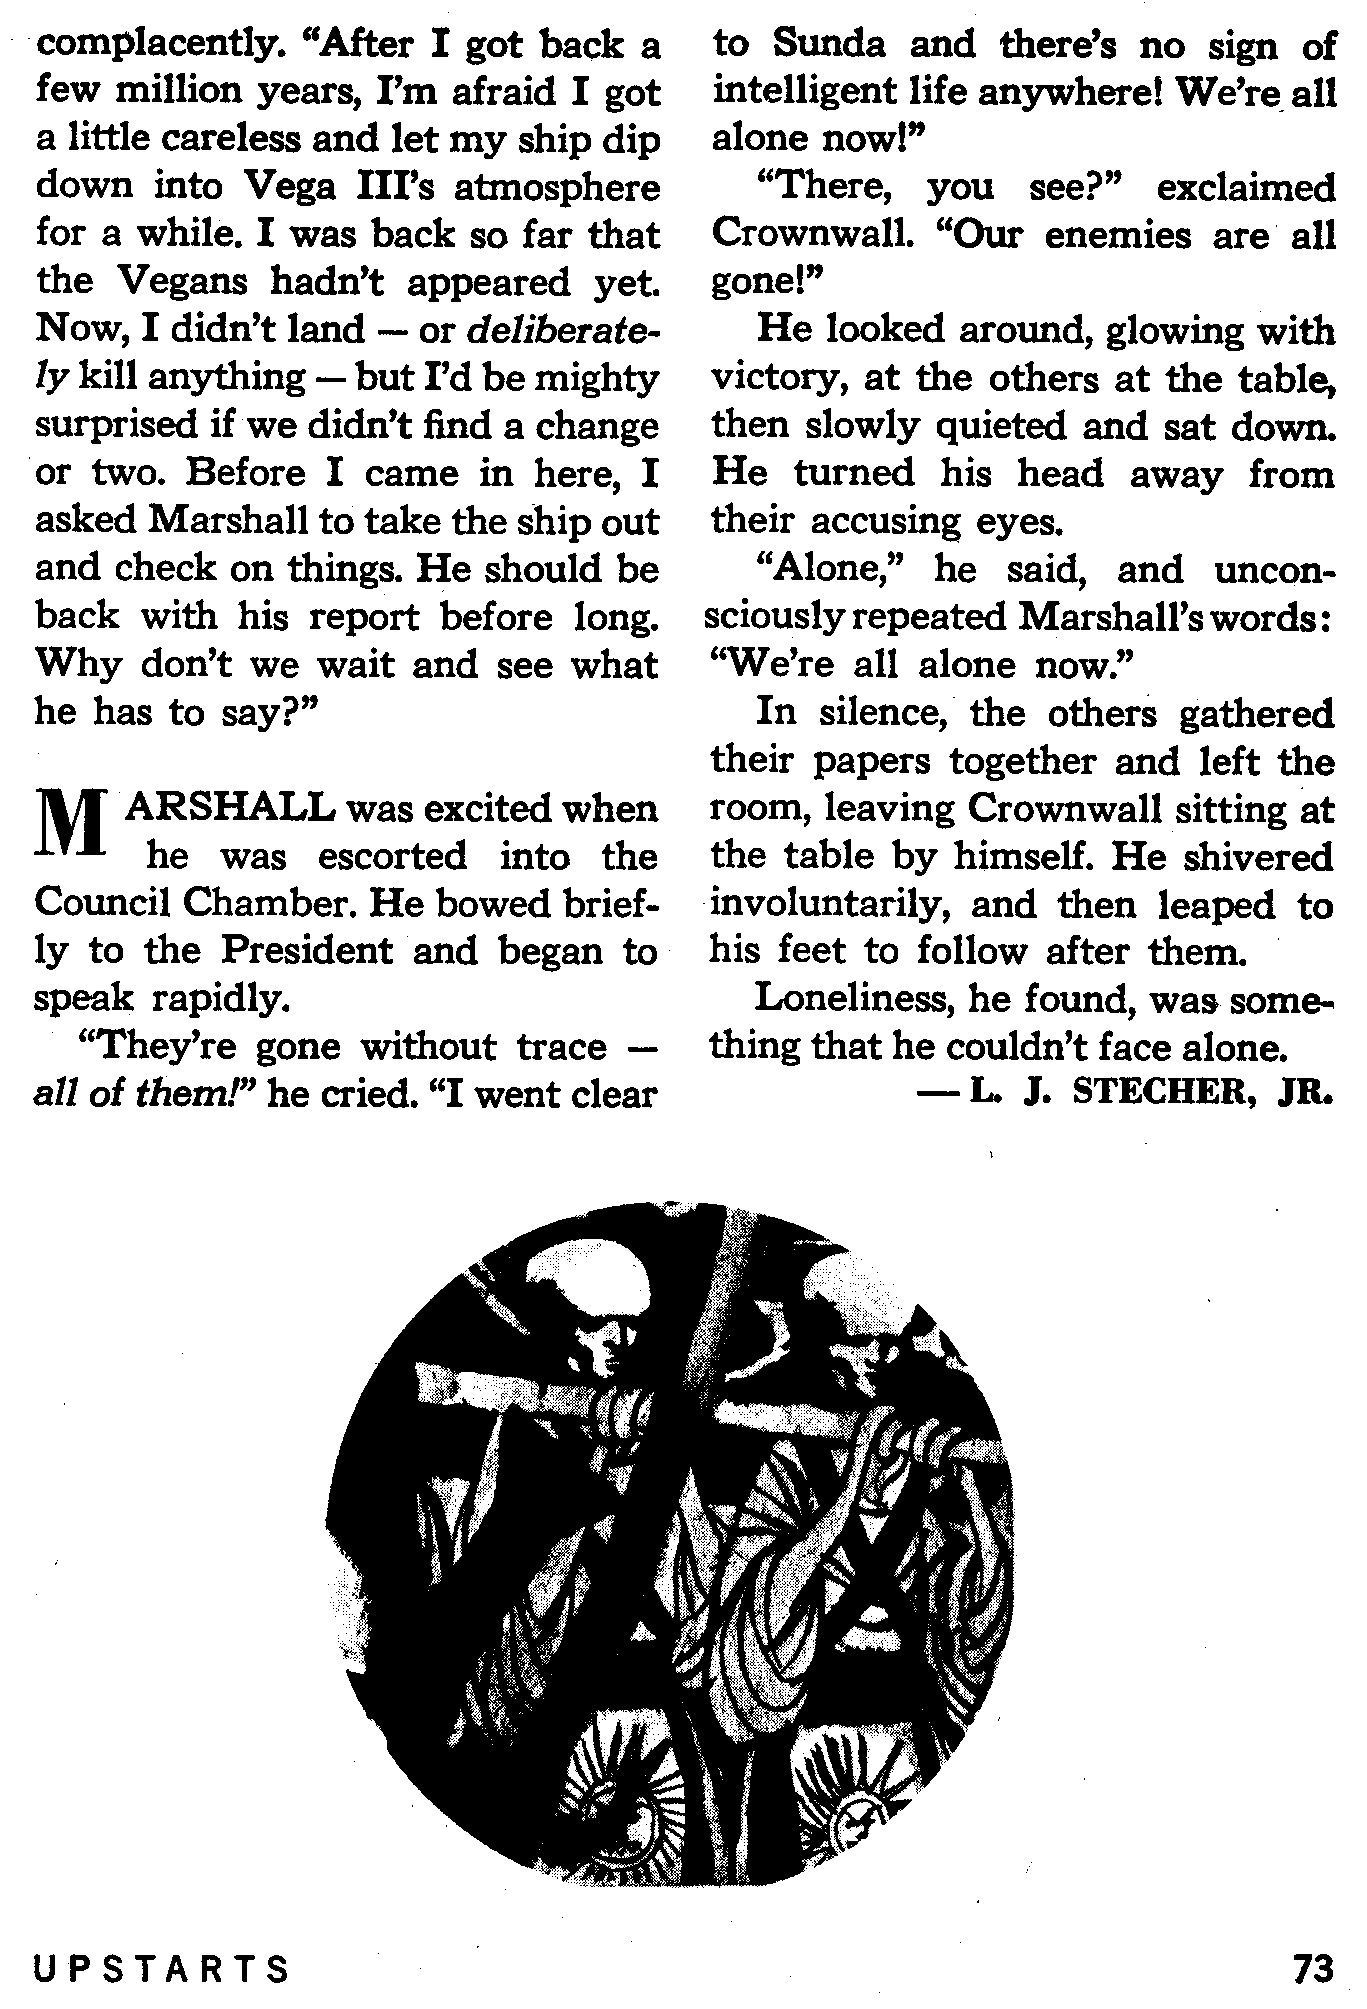 complacently. “After I got back a
few million years, I’m afraid I got
a little careless and let my ship dip
down into Vega III’s atmosphere
for a while. I was back so far that
the Vegans hadn’t appeared yet.
Now, I didn’t land — or deliberate-
ly kill anything — but I’d be mighty
surprised if we didn’t find a change
or two. Before I came in here, I
asked Marshall to take the ship out
and check on things. He should be
back with his report before long.
Why don’t we wait and see what
he has to say?”
MARSHALL was excited when
he was escorted into the
Council Chamber. He bowed brief-
ly to the President and began to
speak rapidly.
“They’re gone without trace —
all of them!” he cried. “I went clear
to Sunda and there’s no sign of
intelligent life anywhere! We’re all
alone now!”
“There, you see?” exclaimed
Crownwall. “Our enemies are all
gone!”
He looked around, glowing with
victory, at the others at the table,
then slowly quieted and sat down.
He turned his head away from
their accusing eyes.
“Alone,” he said, and uncon-
sciously repeated Marshall’s words:
“We’re all alone now.”
In silence, the others gathered
their papers together and left the
room, leaving Crownwall sitting at
the table by himself. He shivered
involuntarily, and then leaped to
his feet to follow after them.
Loneliness, he found, was some-
thing that he couldn’t face alone.
— L. J. STECHER, JR.
UPSTARTS
73